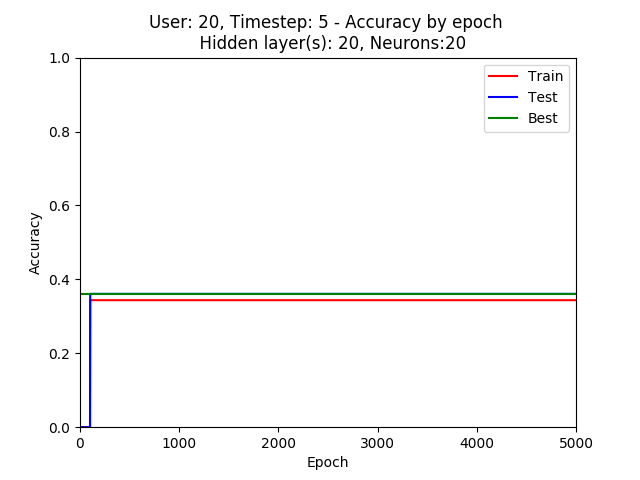 User: 20, Timestep: 5 - Accuracy by epoch
Hidden layer(s): 20, Neurons:20
1.0
0.8
0.6
0.4
0.2
0.0
Accuracy
Train
Test
Best
0 1000 2000 3000 4000 5000
Epoch